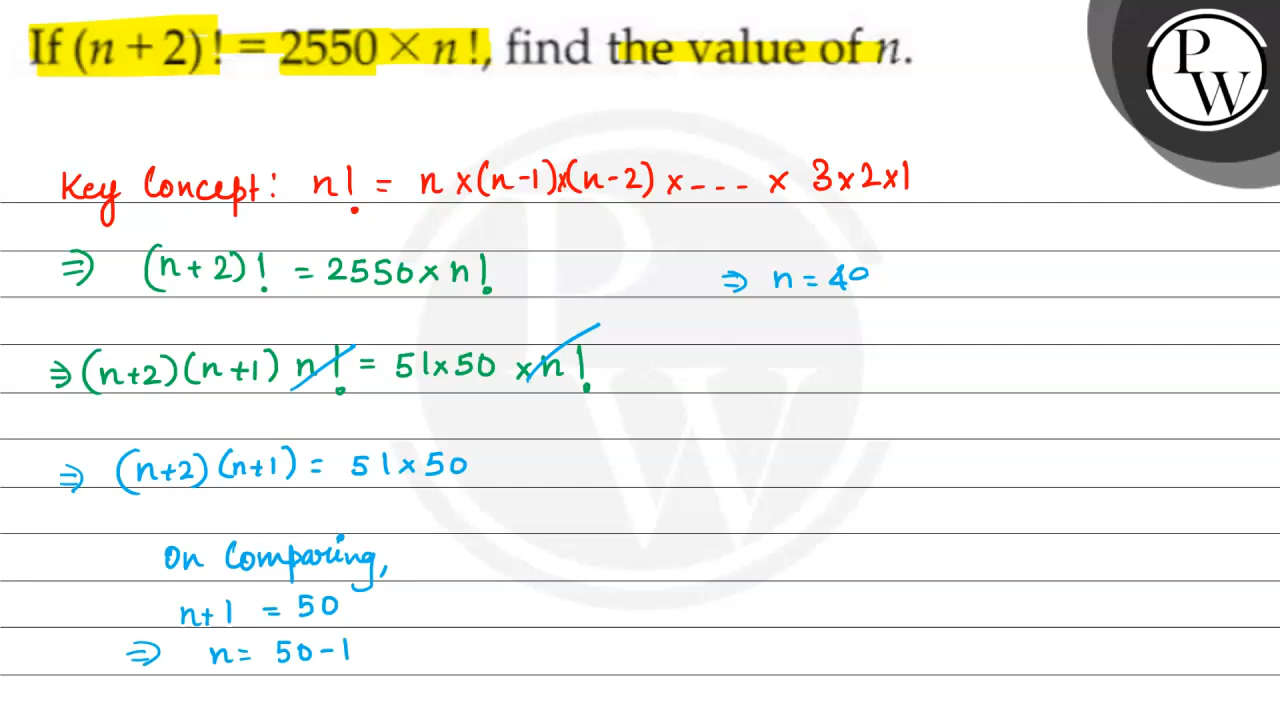 If (n + 2)! = 2550 × n!, find the value of n.
P
W
Key Concept: n! = n×(n-1)×(n-2) × --- × 3×2×1
⇒ (n+2)! = 2550 × n!
⇒ (n+2)(n+1) n! = 51×50 × n!
⇒ (n+2)(n+1) = 51×50
On Comparing,
n+1 = 50
⇒ n = 50-1
⇒ n = 40
PW